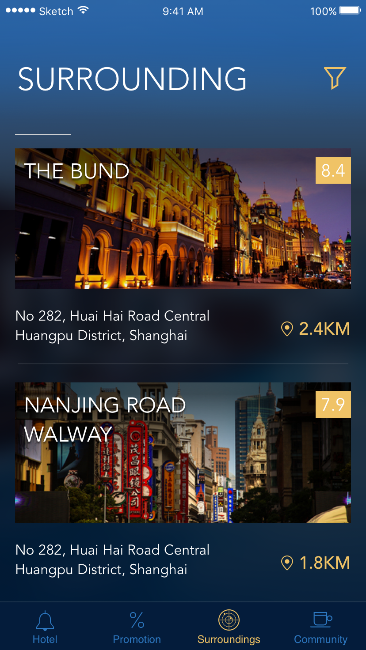 Sketch 9:41 AM 100%
SURROUNDING
THE BUND 8.4
No 282, Huai Hai Road Central
Huangpu District, Shanghai
2.4KM
NANJING ROAD 7.9
WALWAY
No 282, Huai Hai Road Central
Huangpu District, Shanghai
1.8KM
Hotel Promotion Surroundings Community